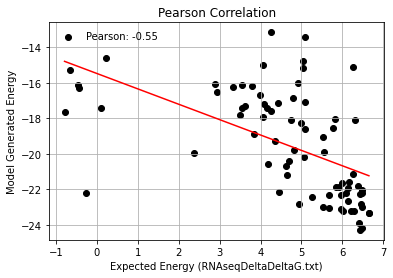 Pearson Correlation
Pearson: -0.55
−14
−16
−18
−20
−22
−24
Model Generated Energy
−1 0 1 2 3 4 5 6 7
Expected Energy (RNAseqDeltaDeltaG.txt)